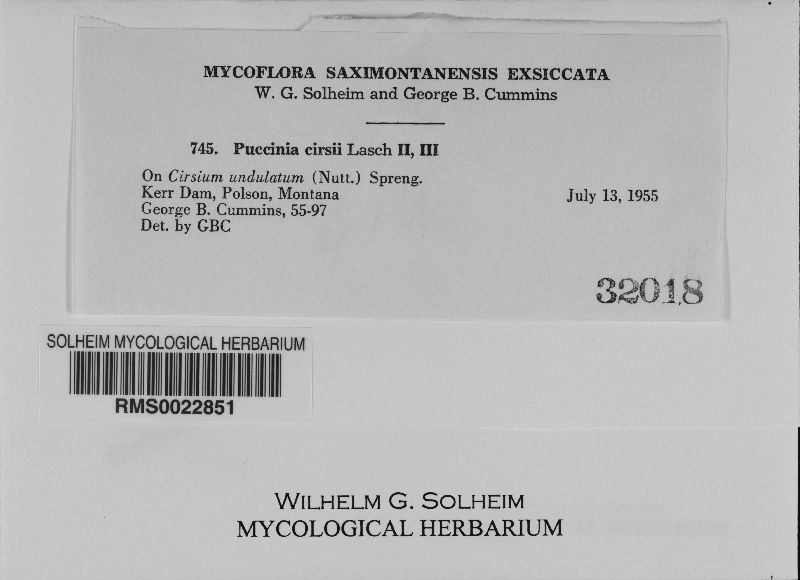 MYCOFLORA SAXIMONTANENSIS EXSICCATA
W. G. Solheim and George B. Cummins
745. Puccinia cirsii Lasch II, III
On Cirsium undulatum (Nutt.) Spreng.
Kerr Dam, Polson, Montana July 13, 1955
George B. Cummins, 55-97
Det. by GBC
32018
SOLHEIM MYCOLOGICAL HERBARIUM
RMS0022851
WILHELM G. SOLHEIM
MYCOLOGICAL HERBARIUM